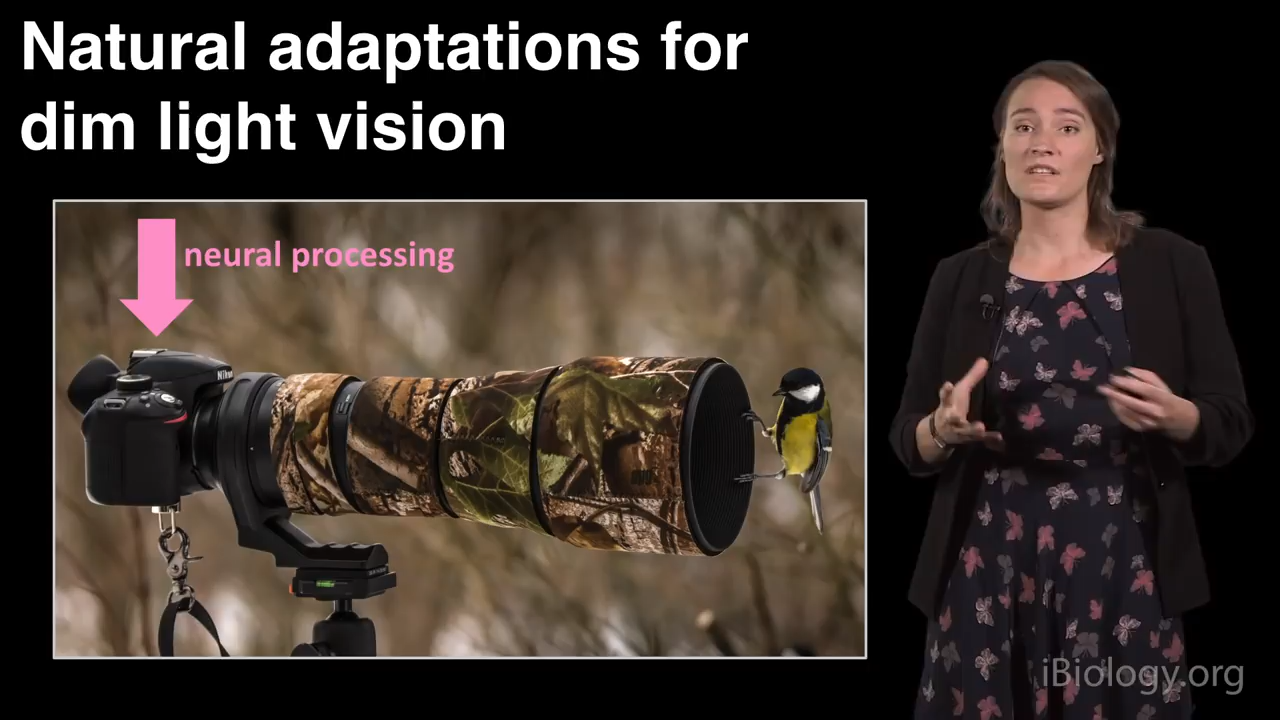 Natural adaptations for
dim light vision
neural processing
Nikon
iBiology.org